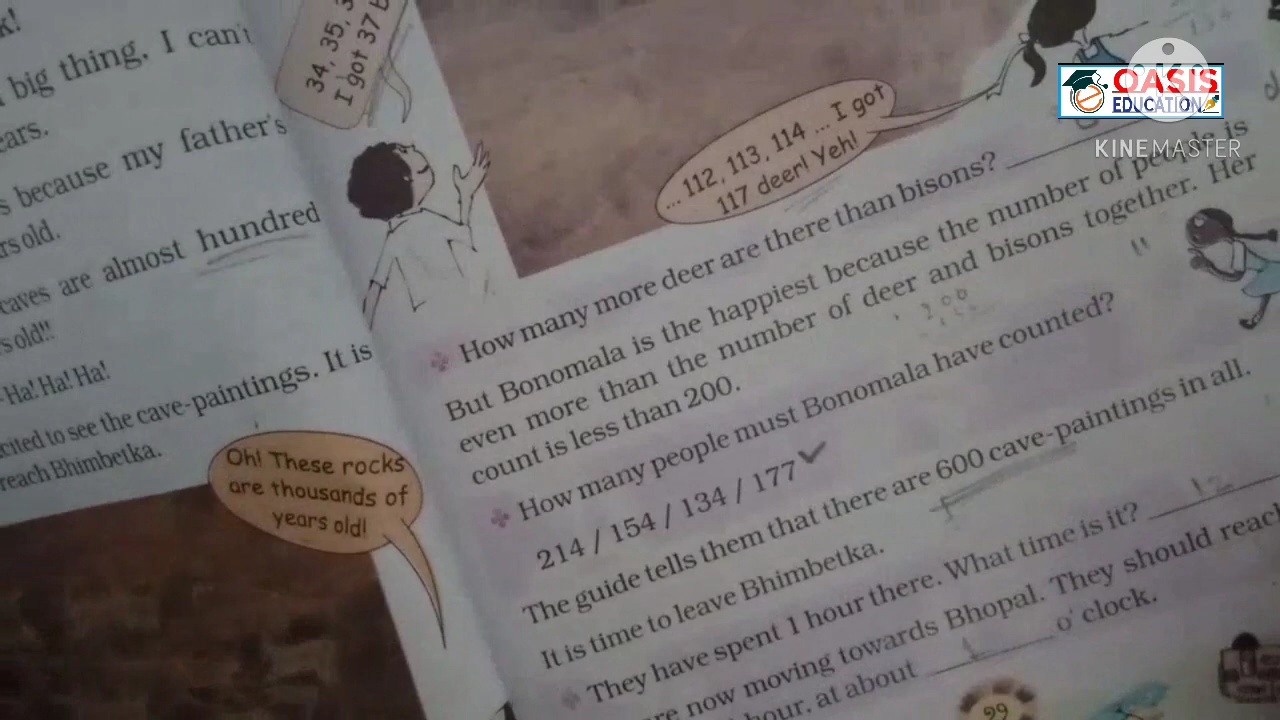 k!
big thing. I can't
ears.
s because my father's
rs old.
caves are almost hundred
s old!!
Ha! Ha! Ha!
cited to see the cave-paintings. It is
reach Bhimbetka.
34, 35, 3
I got 37 b
Oh! These rocks
are thousands of
years old!
... 112, 113, 114 ... I got
117 deer! Yeh!
OASIS
EDUCATION
KINEMASTER
How many more deer are there than bisons?
But Bonomala is the happiest because the number of people is
even more than the number of deer and bisons together. Her
count is less than 200.
200
How many people must Bonomala have counted?
214 / 154 / 134 / 177 ✓
The guide tells them that there are 600 cave-paintings in all.
It is time to leave Bhimbetka.
They have spent 1 hour there. What time is it? 12
re now moving towards Bhopal. They should reach
hour, at about 1 o'clock.
29